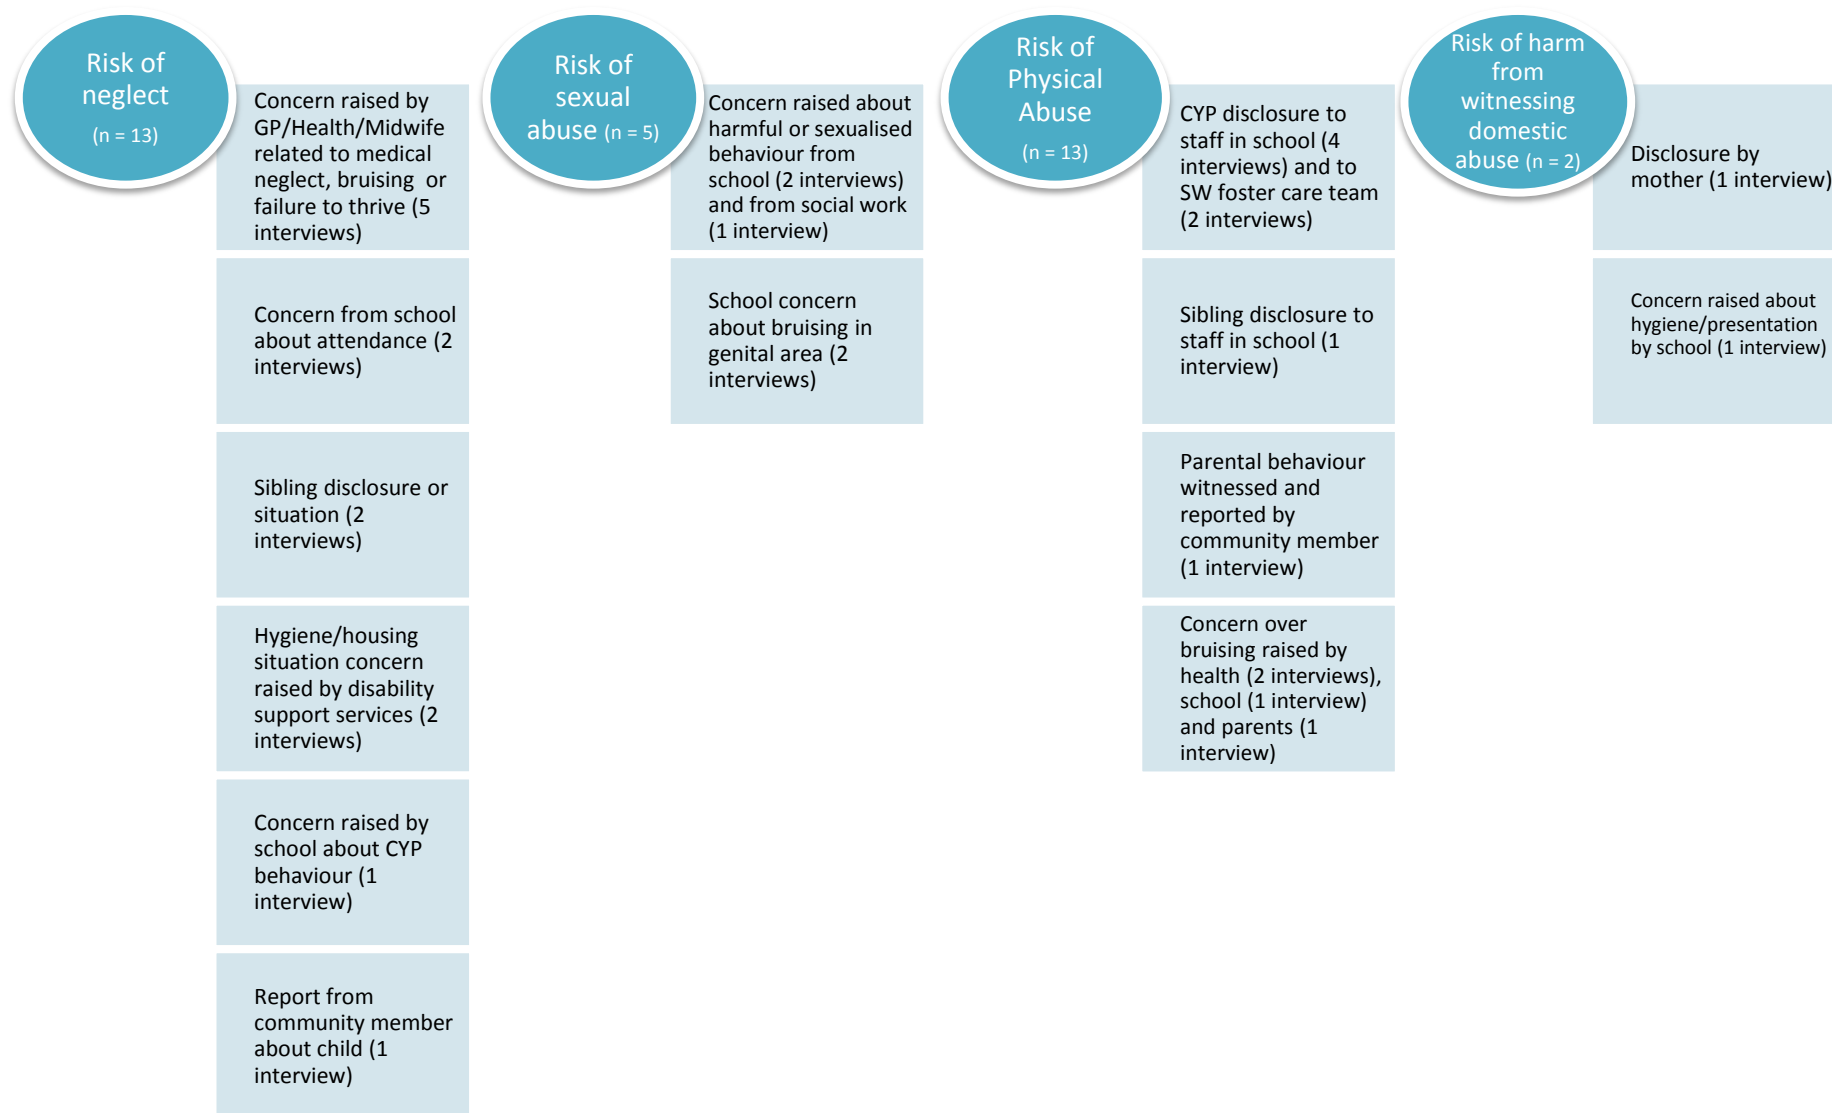 Risk of
neglect
(n = 13)
Concern raised by
GP/Health/Midwife
related to medical
neglect, bruising or
failure to thrive (5
interviews)
Concern from school
about attendance (2
interviews)
Sibling disclosure or
situation (2
interviews)
Hygiene/housing
situation concern
raised by disability
support services (2
interviews)
Concern raised by
school about CYP
behaviour (1
interview)
Report from
community member
about child (1
interview)
Risk of
sexual
abuse (n = 5)
Concern raised about
harmful or sexualised
behaviour from
school (2 interviews)
and from social work
(1 interview)
School concern
about bruising in
genital area (2
interviews)
Risk of
Physical
Abuse
(n = 13)
CYP disclosure to
staff in school (4
interviews) and to
SW foster care team
(2 interviews)
Sibling disclosure to
staff in school (1
interview)
Parental behaviour
witnessed and
reported by
community member
(1 interview)
Concern over
bruising raised by
health (2 interviews),
school (1 interview)
and parents (1
interview)
Risk of harm
from
witnessing
domestic
abuse (n = 2)
Disclosure by
mother (1 interview)
Concern raised about
hygiene/presentation
by school (1 interview)